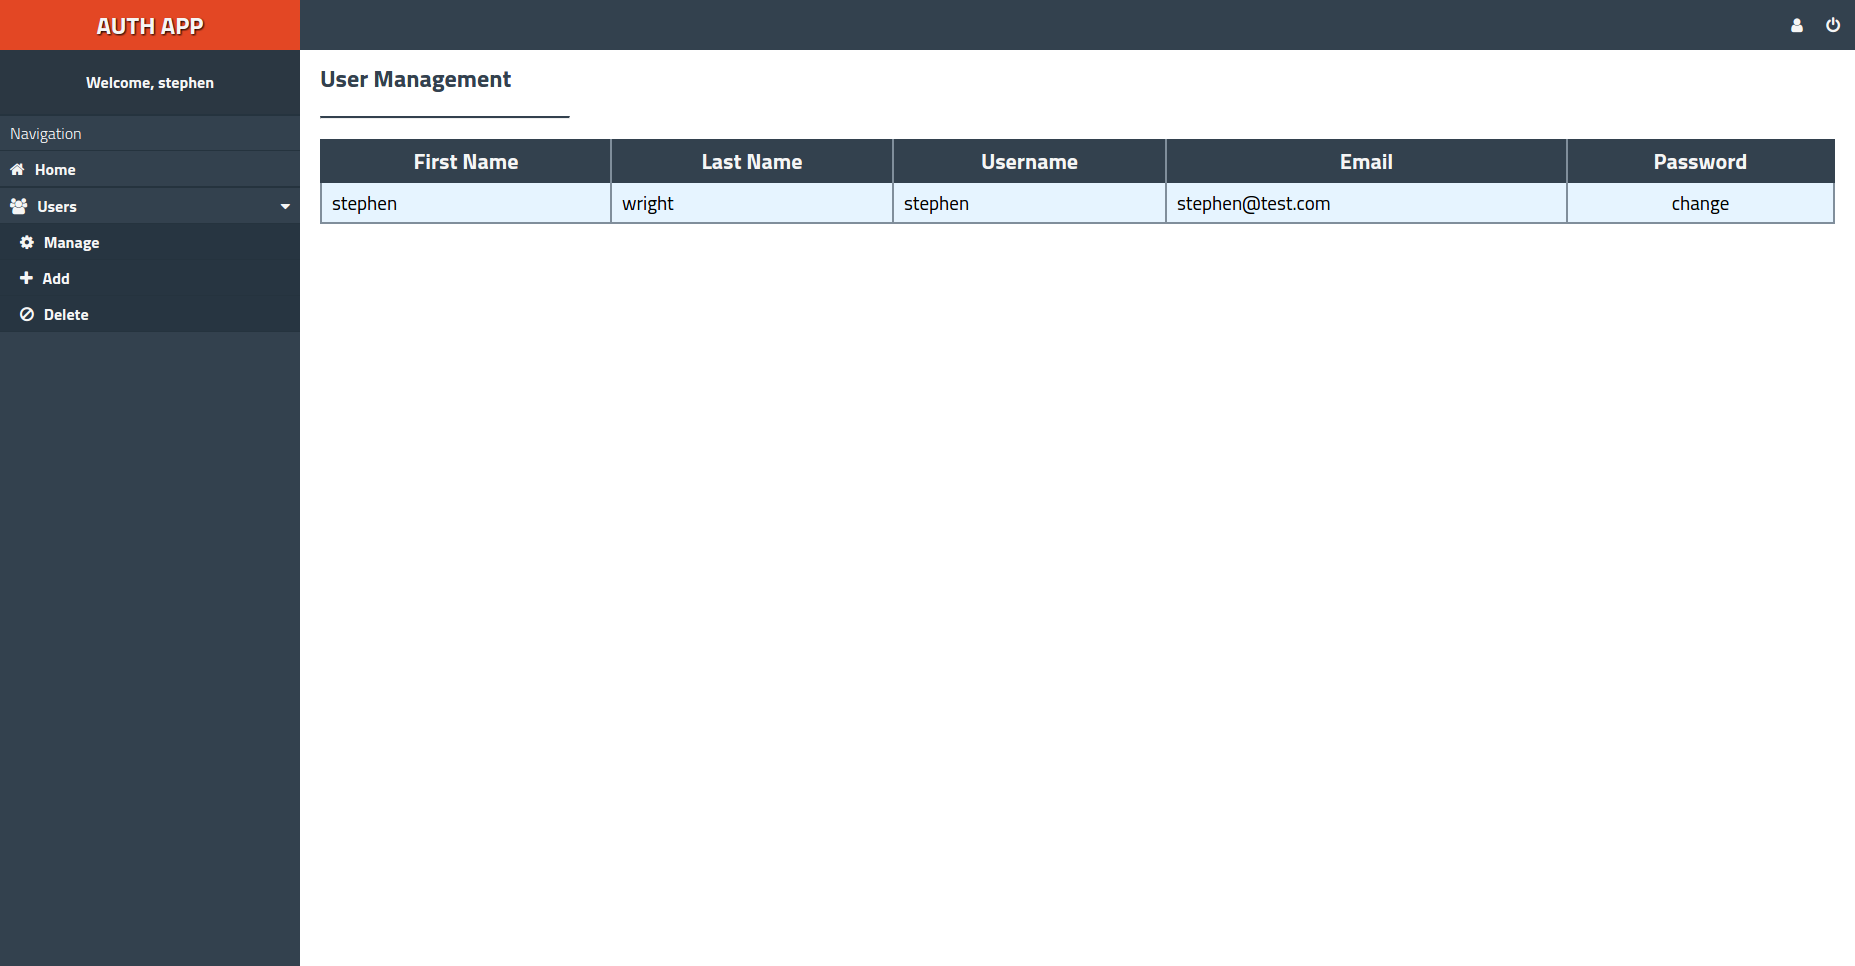 AUTH APP
Welcome, stephen
Navigation
Home
Users
Manage
Add
Delete
User Management
First Name Last Name Username Email Password
stephen wright stephen stephen@test.com change